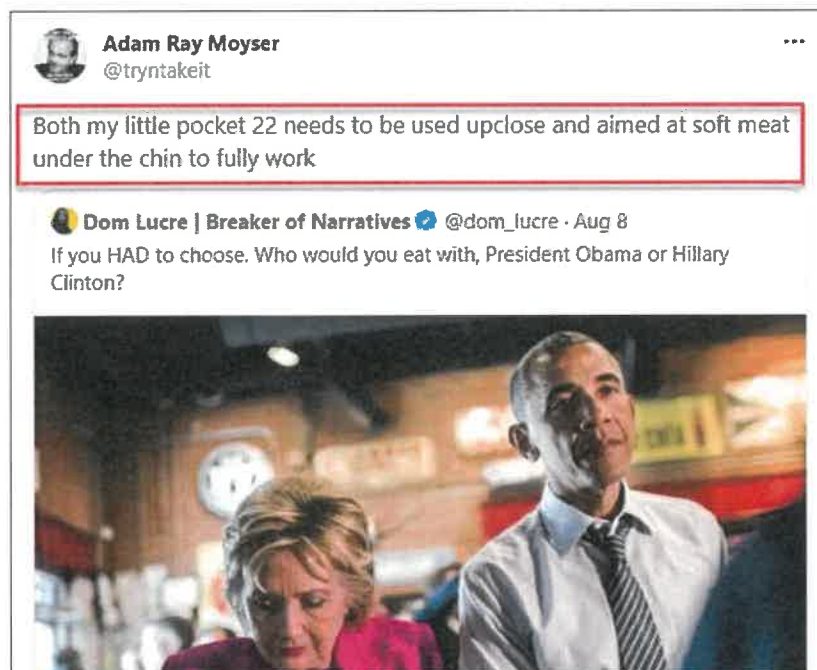 Adam Ray Moyser
@tryntakeit
Both my little pocket 22 needs to be used upclose and aimed at soft meat
under the chin to fully work
Dom Lucre | Breaker of Narratives @dom_lucre · Aug 8
If you HAD to choose. Who would you eat with, President Obama or Hillary
Clinton?